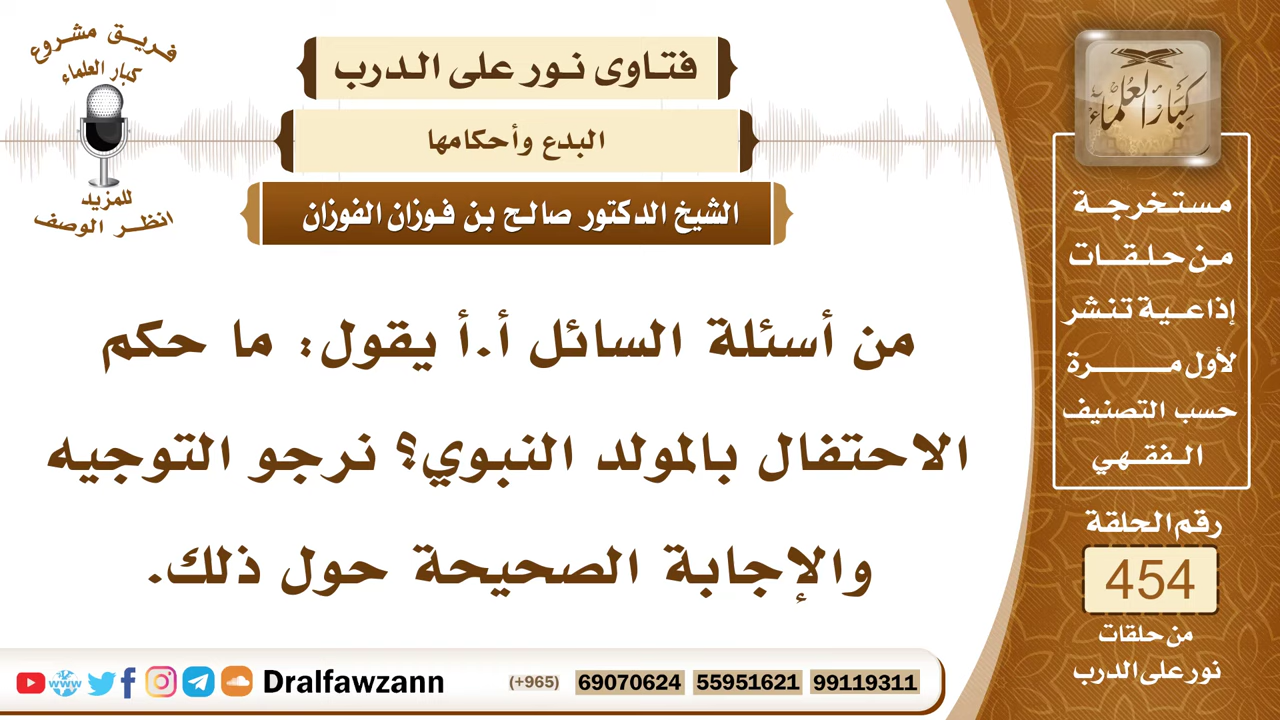 فريق مشروع
كبار العلماء
للمزيد
انظر الوصف
فتاوى نور على الدرب
البدع وأحكامها
الشيخ الدكتور صالح بن فوزان الفوزان
من أسئلة السائل أ.أ يقول: ما حكم
الاحتفال بالمولد النبوي؟ نرجو التوجيه
والإجابة الصحيحة حول ذلك.
كبار العلماء
مستخرجة
من حلقات
إذاعية تنشر
لأول مرة
حسب التصنيف
الفقهي
رقم الحلقة
454
من حلقات
نور على الدرب
www Dralfawzann (+965) 69070624 55951621 99119311